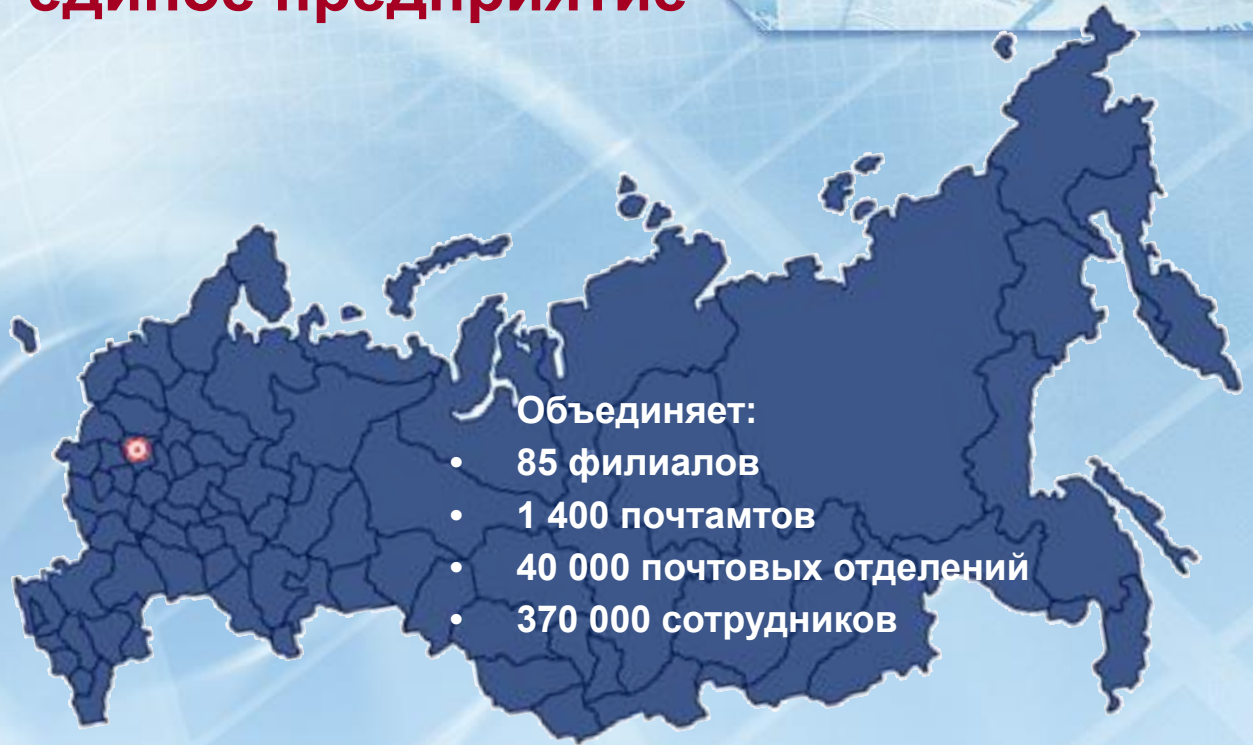 единое предприятие
Объединяет:
• 85 филиалов
• 1 400 почтамтов
• 40 000 почтовых отделений
• 370 000 сотрудников